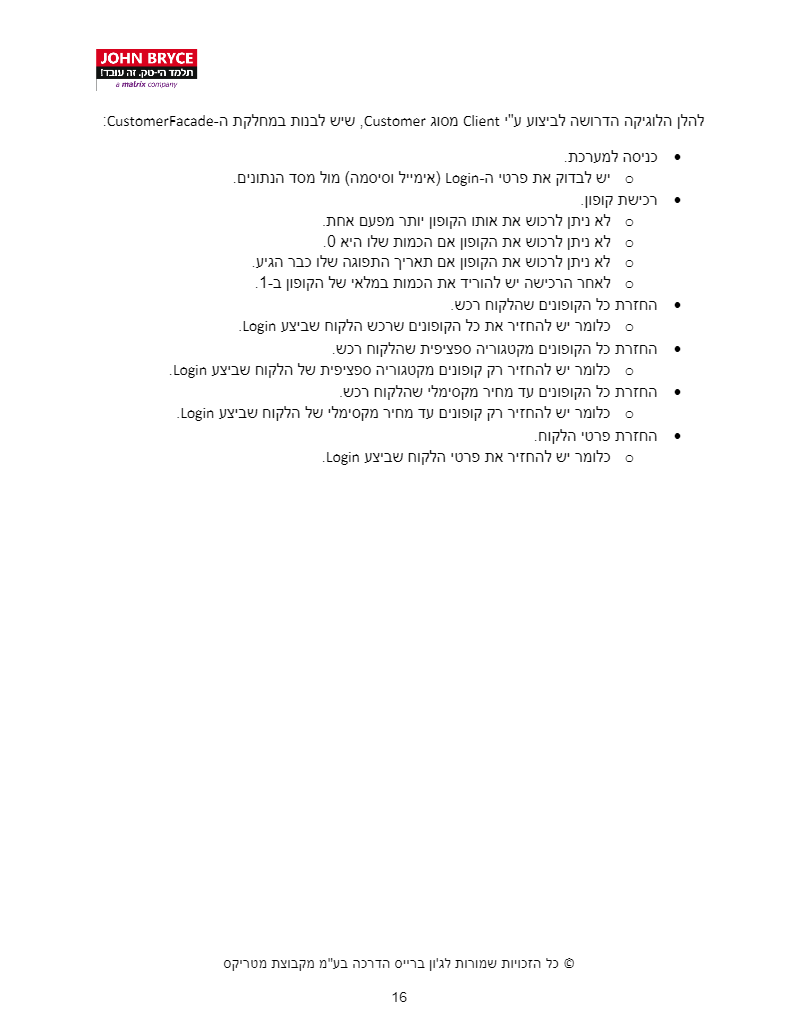 JOHN BRYCE
תלמד הי-טק. זה עובד!
a matrix company
להלן הלוגיקה הדרושה לביצוע ע"י Client מסוג Customer, שיש לבנות במחלקת ה-CustomerFacade:
• כניסה למערכת.
o יש לבדוק את פרטי ה-Login (אימייל וסיסמה) מול מסד הנתונים.
• רכישת קופון.
o לא ניתן לרכוש את אותו הקופון יותר מפעם אחת.
o לא ניתן לרכוש את הקופון אם הכמות שלו היא 0.
o לא ניתן לרכוש את הקופון אם תאריך התפוגה שלו כבר הגיע.
o לאחר הרכישה יש להוריד את הכמות במלאי של הקופון ב-1.
• החזרת כל הקופונים שהלקוח רכש.
o כלומר יש להחזיר את כל הקופונים שרכש הלקוח שביצע Login.
• החזרת כל הקופונים מקטגוריה ספציפית שהלקוח רכש.
o כלומר יש להחזיר רק קופונים מקטגוריה ספציפית של הלקוח שביצע Login.
• החזרת כל הקופונים עד מחיר מקסימלי שהלקוח רכש.
o כלומר יש להחזיר רק קופונים עד מחיר מקסימלי של הלקוח שביצע Login.
• החזרת פרטי הלקוח.
o כלומר יש להחזיר את פרטי הלקוח שביצע Login.
© כל הזכויות שמורות לג'ון ברייס הדרכה בע"מ מקבוצת מטריקס
16